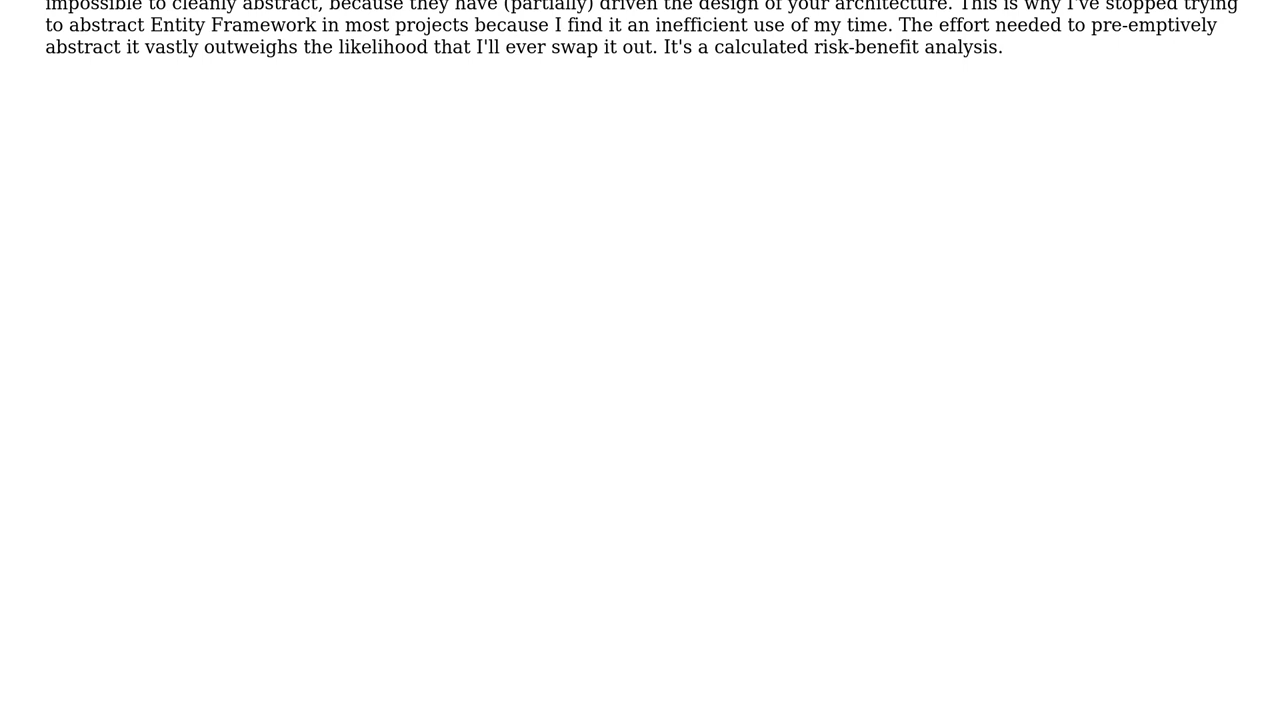 impossible to cleanly abstract, because they have (partially) driven the design of your architecture. This is why I've stopped trying
to abstract Entity Framework in most projects because I find it an inefficient use of my time. The effort needed to pre-emptively
abstract it vastly outweighs the likelihood that I'll ever swap it out. It's a calculated risk-benefit analysis.